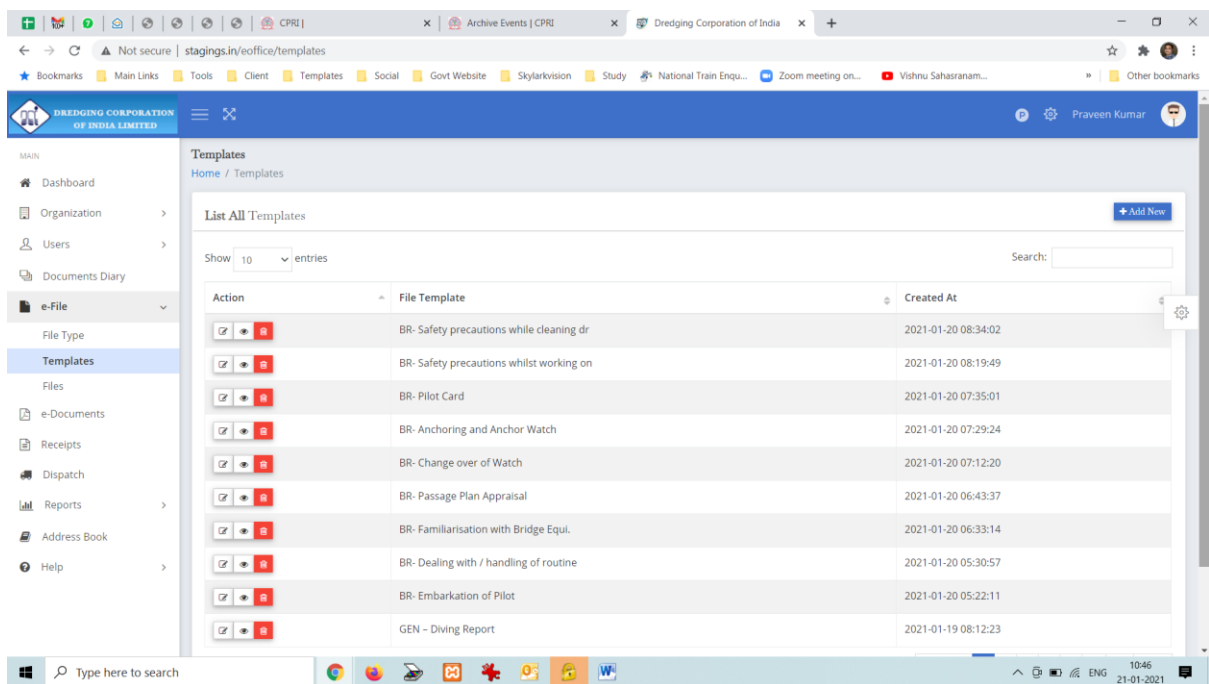 CPRI |
Archive Events | CPRI
Dredging Corporation of India
Not secure | stagings.in/eoffice/templates
Bookmarks Main Links Tools Client Templates Social Govt Website Skylarkvision Study National Train Enqu... Zoom meeting on... Vishnu Sahasranam... » Other bookmarks
DREDGING CORPORATION
OF INDIA LIMITED
P
Praveen Kumar
MAIN
Dashboard
Organization
Users
Documents Diary
e-File
File Type
Templates
Files
e-Documents
Receipts
Dispatch
Reports
Address Book
Help
Templates
Home / Templates
List All Templates
+ Add New
Show 10 entries
Search:
Action File Template Created At
BR- Safety precautions while cleaning dr 2021-01-20 08:34:02
BR- Safety precautions whilst working on 2021-01-20 08:19:49
BR- Pilot Card 2021-01-20 07:35:01
BR- Anchoring and Anchor Watch 2021-01-20 07:29:24
BR- Change over of Watch 2021-01-20 07:12:20
BR- Passage Plan Appraisal 2021-01-20 06:43:37
BR- Familiarisation with Bridge Equi. 2021-01-20 06:33:14
BR- Dealing with / handling of routine 2021-01-20 05:30:57
BR- Embarkation of Pilot 2021-01-20 05:22:11
GEN – Diving Report 2021-01-19 08:12:23
Type here to search
ENG
10:46
21-01-2021